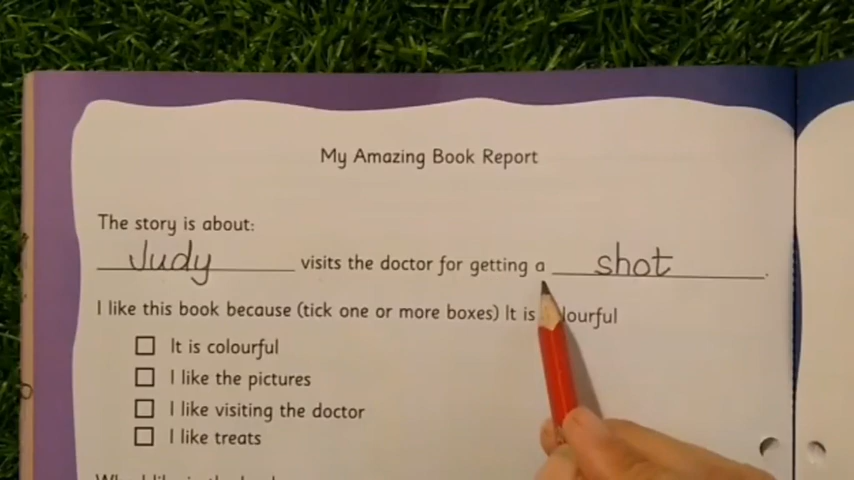 My Amazing Book Report
The story is about:
Judy visits the doctor for getting a shot.
I like this book because (tick one or more boxes) It is colourful
It is colourful
I like the pictures
I like visiting the doctor
I like treats